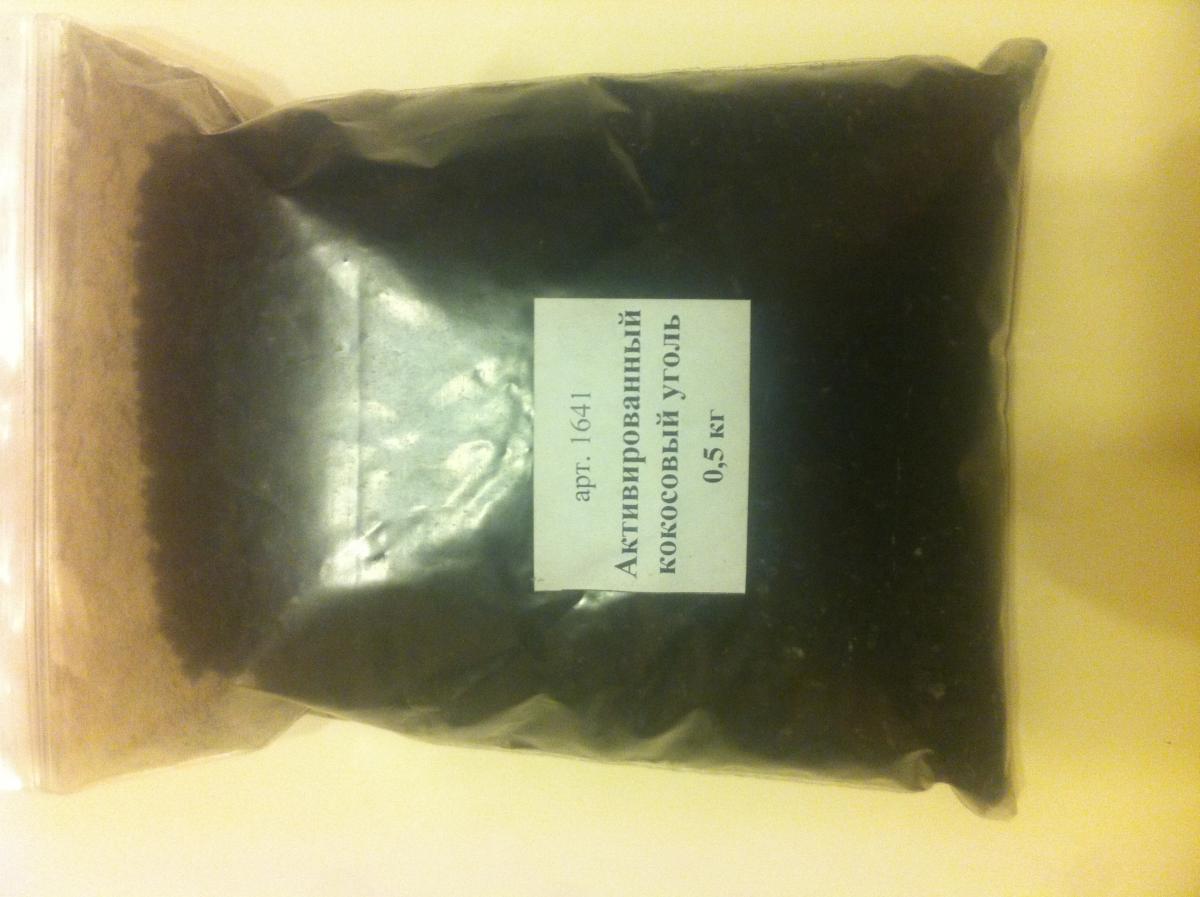 арт. 1641
Активированный
кокосовый уголь
0,5 кг